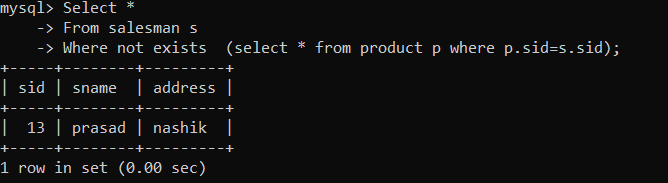 mysql> Select *
    -> From salesman s
    -> Where not exists  (select * from product p where p.sid=s.sid);
+-----+--------+---------+
| sid | sname  | address |
+-----+--------+---------+
|  13 | prasad | nashik  |
+-----+--------+---------+
1 row in set (0.00 sec)